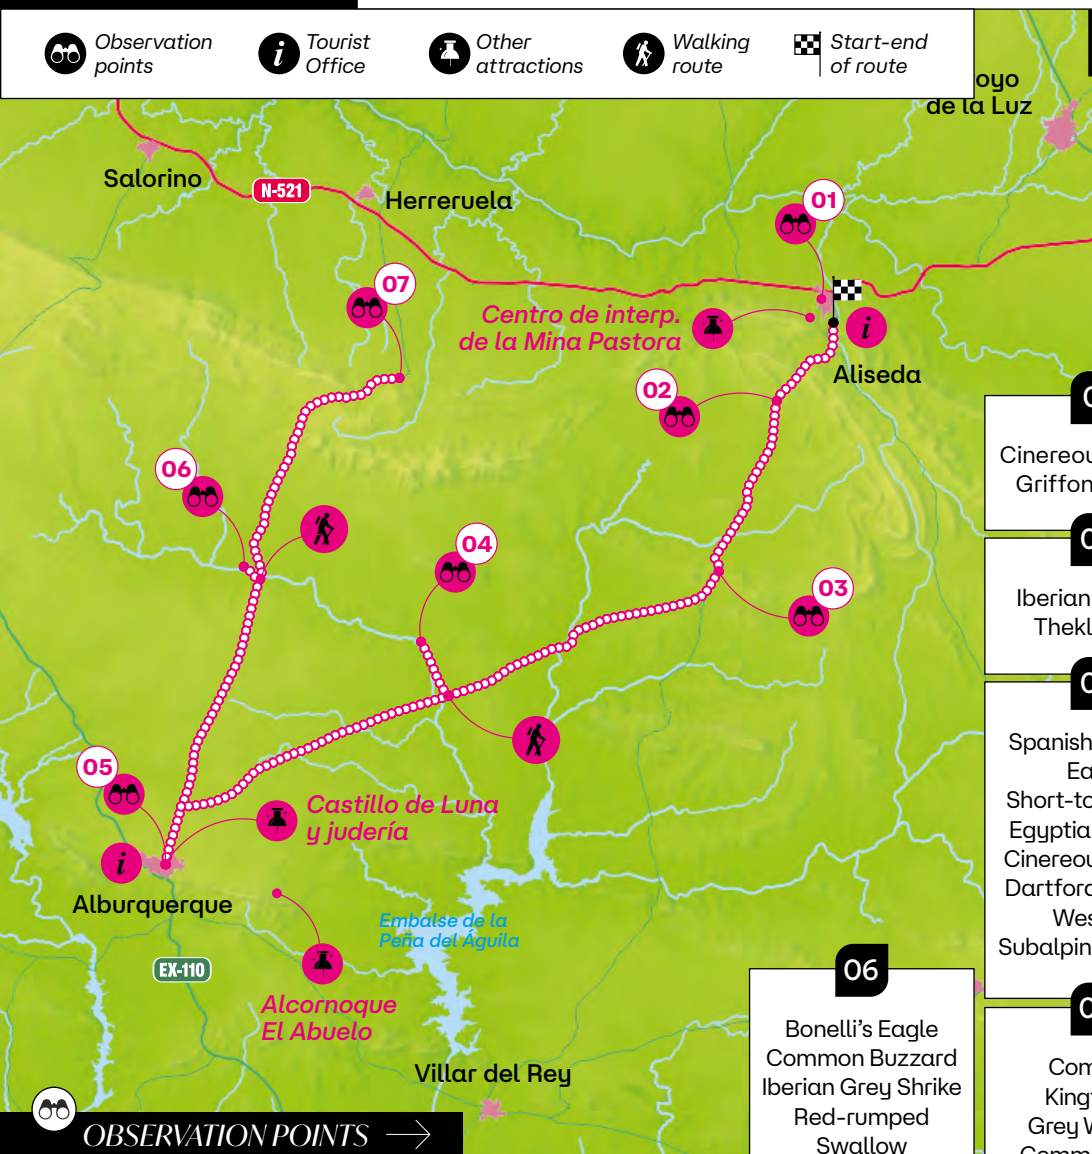 Observation
points
Tourist
Office
Other
attractions
Walking
route
Start-end
of route
oyo
de la Luz
Salorino
N-521
Herreruela
01
07
Centro de interp.
de la Mina Pastora
i
Aliseda
02
06
04
03
05
Castillo de Luna
y judería
i
Alburquerque
Embalse de la
Peña del Águila
EX-110
Alcornoque
El Abuelo
Villar del Rey
OBSERVATION POINTS
Cinereou
Griffon
Iberian
Thekl
Spanish
Ea
Short-to
Egyptia
Cinereou
Dartford
Wes
Subalpin
06
Bonelli's Eagle
Common Buzzard
Iberian Grey Shrike
Red-rumped
Swallow
Com
King
Grey W